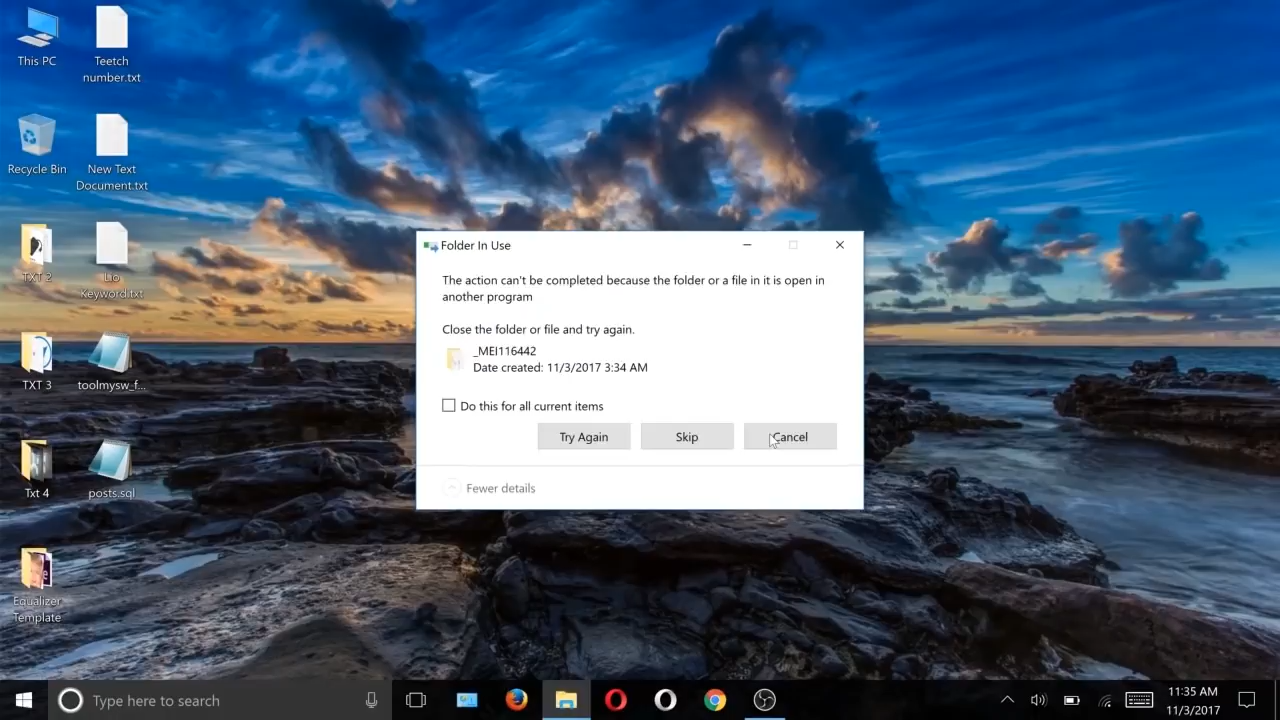 This PC
Teetch
number.txt
Recycle Bin
New Text
Document.txt
TXT 2
Lio
Keyword.txt
TXT 3
toolmysw_f...
Txt 4
posts.sql
Equalizer
Template
Folder In Use
The action can't be completed because the folder or a file in it is open in
another program
Close the folder or file and try again.
_MEI116442
Date created: 11/3/2017 3:34 AM
Do this for all current items
Try Again
Skip
Cancel
Fewer details
Type here to search
11:35 AM
11/3/2017